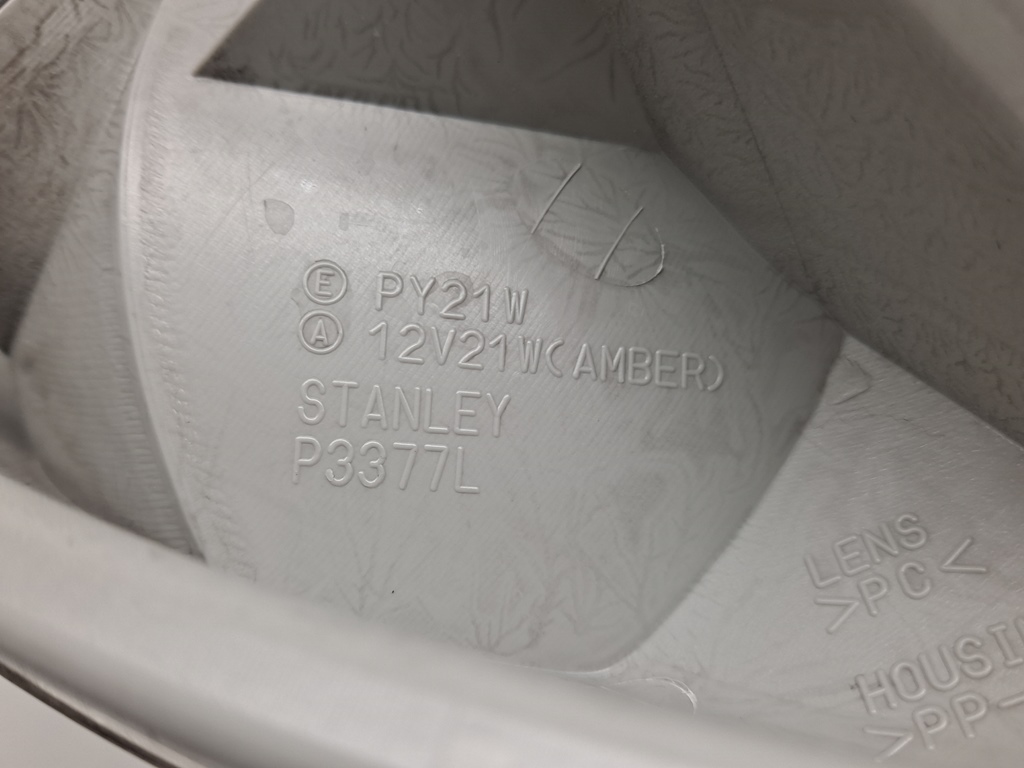 E PY21W
A 12V21W(AMBER)
STANLEY
P3377L
LENS
>PC<
HOUSI
>PP-